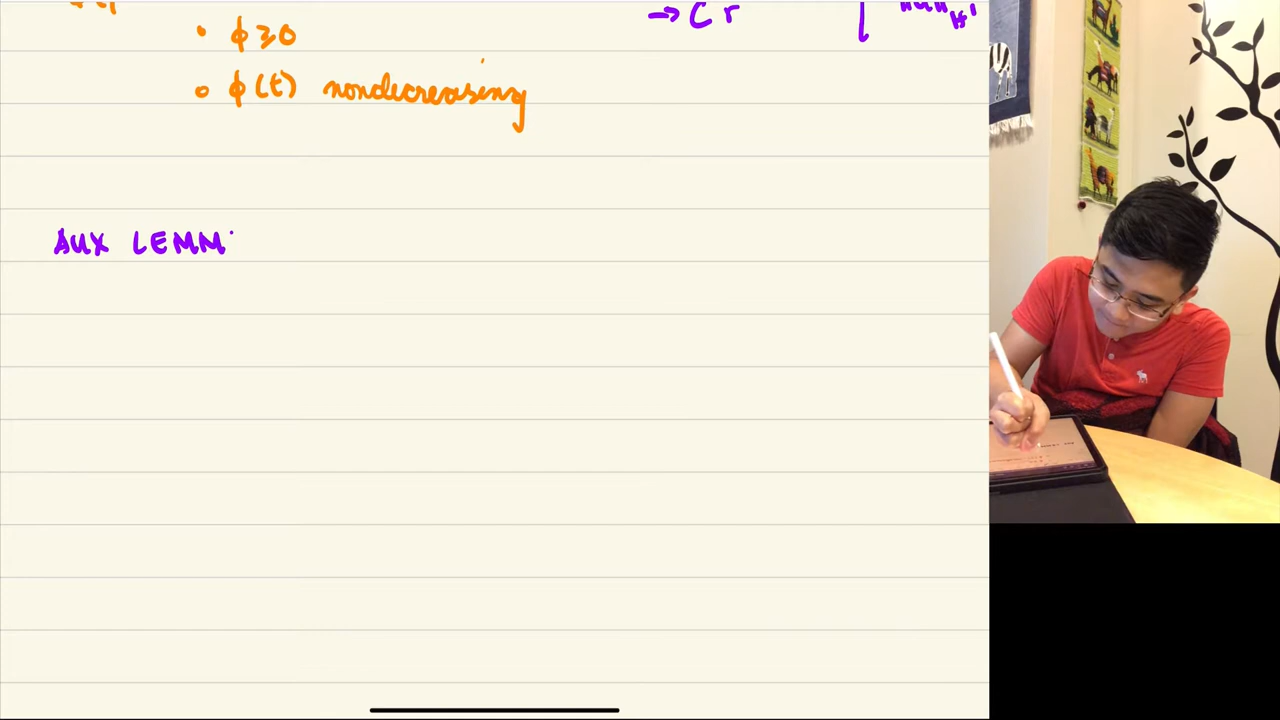 → C r
• φ ≥ 0
• φ(t) nondecreasing
AUX LEMM